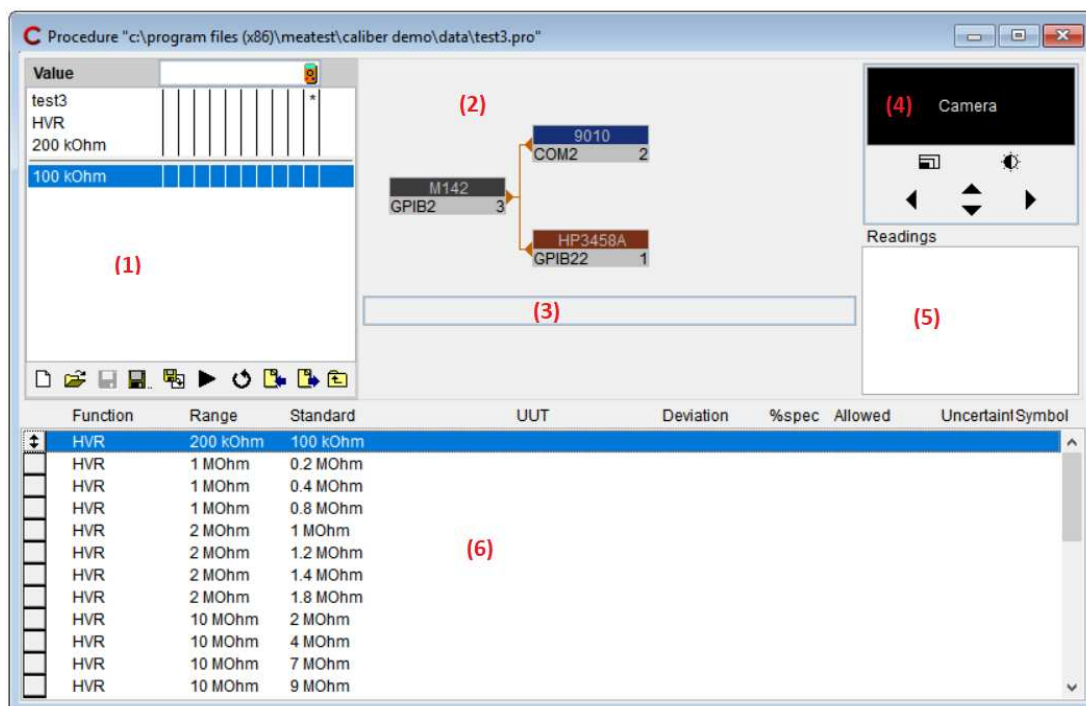 C Procedure "c:\program files (x86)\meatest\caliber demo\data\test3.pro"
Value
test3 *
HVR
200 kOhm
100 kOhm
(1)
(2)
9010
COM2 2
M142
GPIB2 3
HP3458A
GPIB22 1
(3)
(4) Camera
Readings
(5)
Function Range Standard UUT Deviation %spec Allowed Uncertaint Symbol
HVR 200 kOhm 100 kOhm
HVR 1 MOhm 0.2 MOhm
HVR 1 MOhm 0.4 MOhm
HVR 1 MOhm 0.8 MOhm
HVR 2 MOhm 1 MOhm
HVR 2 MOhm 1.2 MOhm
HVR 2 MOhm 1.4 MOhm
HVR 2 MOhm 1.8 MOhm
HVR 10 MOhm 2 MOhm
HVR 10 MOhm 4 MOhm
HVR 10 MOhm 7 MOhm
HVR 10 MOhm 9 MOhm
(6)